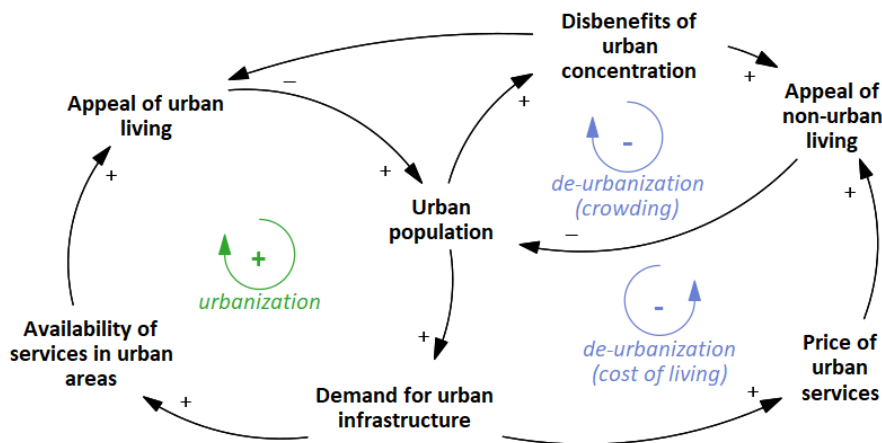 Disbenefits of
urban
concentration
−
+
Appeal of urban
living
Appeal of
non-urban
living
+
+
-
de-urbanization
(crowding)
+
+
Urban
population
−
+
urbanization
-
de-urbanization
(cost of living)
+
Availability of
services in urban
areas
Price of
urban
services
+
Demand for urban
infrastructure
+